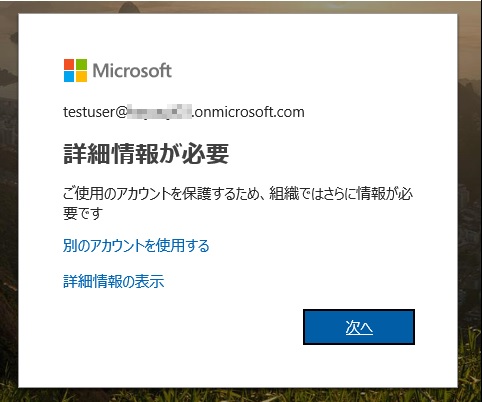 Microsoft
testuser@ .onmicrosoft.com
詳細情報が必要
ご使用のアカウントを保護するため、組織ではさらに情報が必
要です
別のアカウントを使用する
詳細情報の表示
次へ